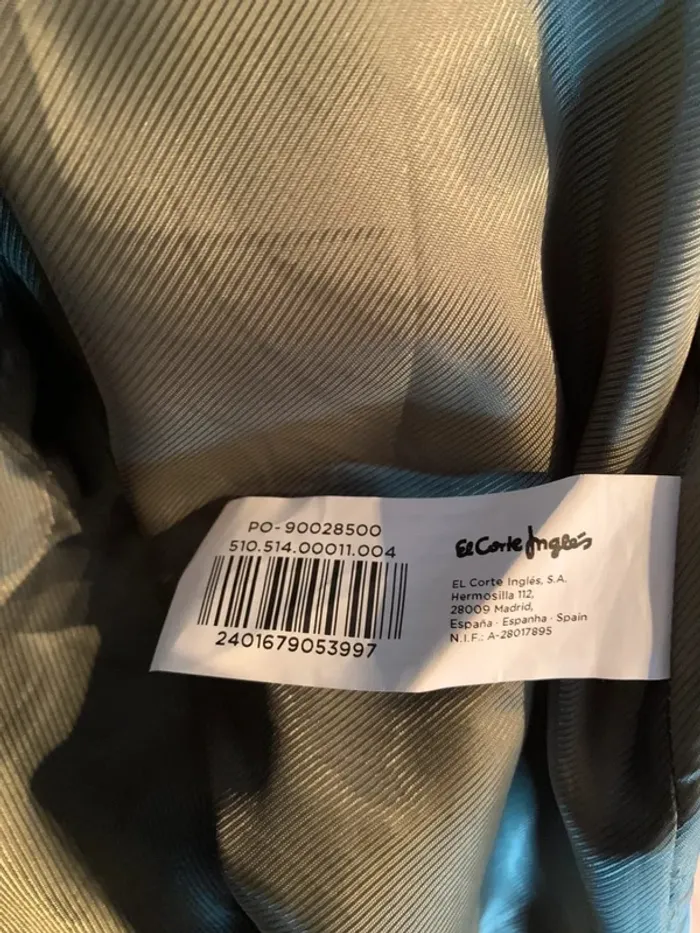 PO-90028500
510.514.00011.004
2401679053997
El Corte Inglés
EL Corte Inglés, S.A.
Hermosilla 112,
28009 Madrid,
España · Espanha · Spain
N.I.F.: A-28017895